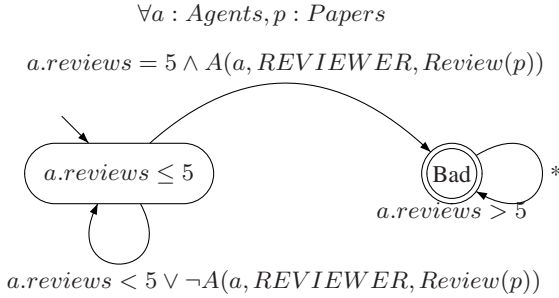 ∀a : Agents, p : Papers
a.reviews = 5 ∧ A(a, REVIEWER, Review(p))
a.reviews ≤ 5
Bad
*
a.reviews > 5
a.reviews < 5 ∨ ¬A(a, REVIEWER, Review(p))